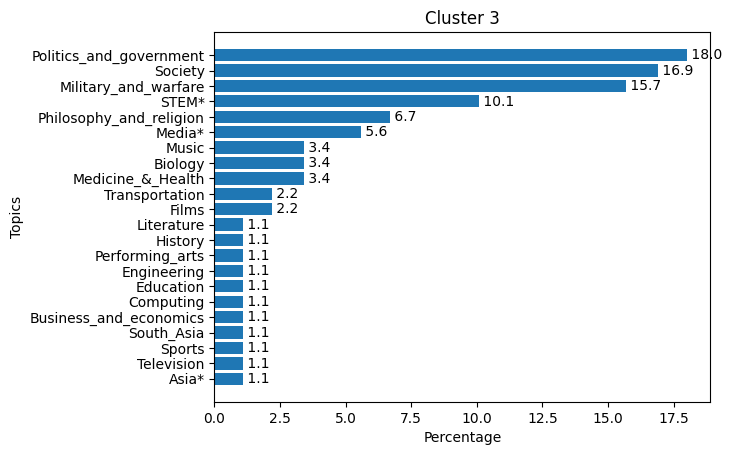 Cluster 3
Politics_and_government 18.0
Society 16.9
Military_and_warfare 15.7
STEM* 10.1
Philosophy_and_religion 6.7
Media* 5.6
Music 3.4
Biology 3.4
Medicine_&_Health 3.4
Transportation 2.2
Films 2.2
Literature 1.1
History 1.1
Performing_arts 1.1
Engineering 1.1
Education 1.1
Computing 1.1
Business_and_economics 1.1
South_Asia 1.1
Sports 1.1
Television 1.1
Asia* 1.1
Topics
0.0 2.5 5.0 7.5 10.0 12.5 15.0 17.5
Percentage